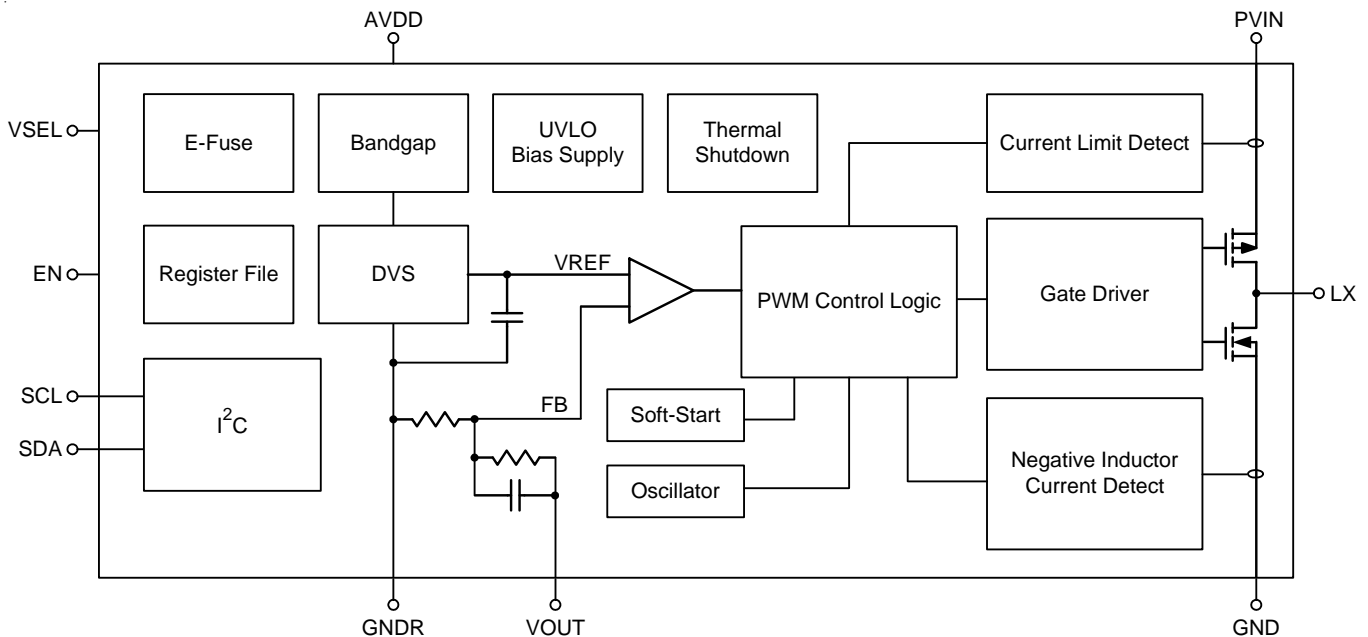 AVDD
PVIN
VSEL
E-Fuse
Bandgap
UVLO
Bias Supply
Thermal
Shutdown
Current Limit Detect
EN
Register File
DVS
VREF
PWM Control Logic
Gate Driver
LX
SCL
SDA
I²C
FB
Soft-Start
Oscillator
Negative Inductor
Current Detect
GNDR
VOUT
GND